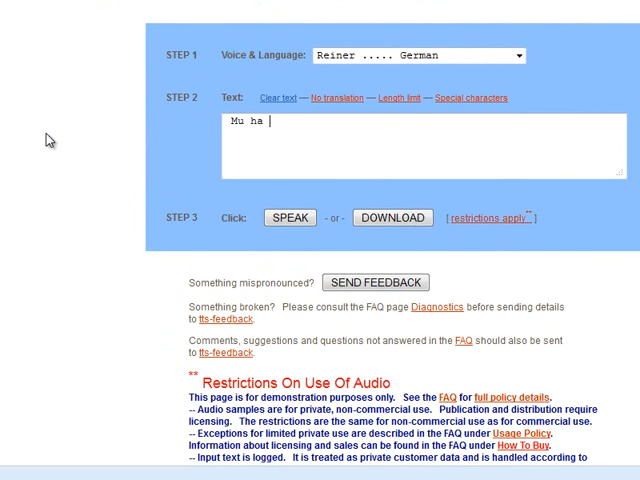 STEP 1 Voice & Language: Reiner ..... German
STEP 2 Text: Clear text — No translation — Length limit — Special characters
Mu ha
STEP 3 Click: SPEAK - or - DOWNLOAD [ restrictions apply** ]
Something mispronounced? SEND FEEDBACK
Something broken? Please consult the FAQ page Diagnostics before sending details
to tts-feedback.
Comments, suggestions and questions not answered in the FAQ should also be sent
to tts-feedback.
** Restrictions On Use Of Audio
This page is for demonstration purposes only. See the FAQ for full policy details.
-- Audio samples are for private, non-commercial use. Publication and distribution require
licensing. The restrictions are the same for non-commercial use as for commercial use.
-- Exceptions for limited private use are described in the FAQ under Usage Policy.
Information about licensing and sales can be found in the FAQ under How To Buy.
-- Input text is logged. It is treated as private customer data and is handled according to